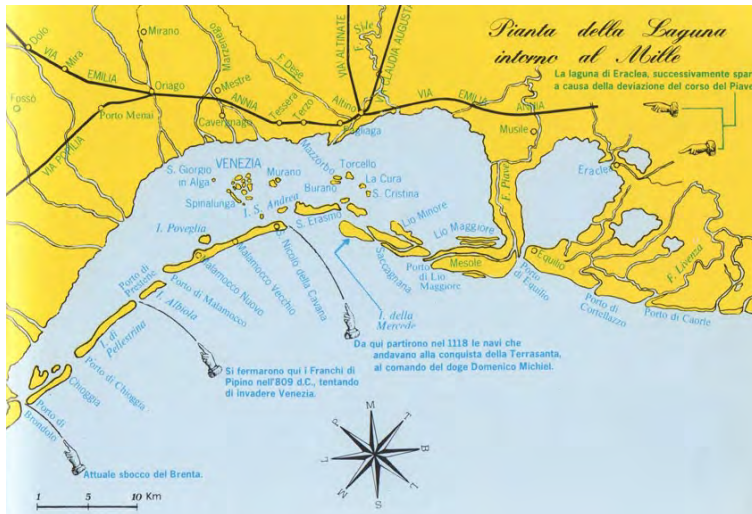 Pianta della Laguna
intorno al Mille
La laguna di Eraclea, successivamente spar
a causa della deviazione del corso del Piave
Dolo
VIA
Mira
EMILIA
Mirano
Marzenego
Oriago
Mestre
Fossò
Porto Menai
VIA POPILIA
ANNIA
Cavergnago
F. Dese
Tessera
Terzo
Altino
VIA ALTINATE
F. Sile
CLAUDIA AUGUSTA
VIA
EMILIA
ANNIA
Musile
Eraclea
F. Piave
F. Livenza
Mazzorbo
Torcello
La Cura
S. Cristina
Burano
Murano
VENEZIA
S. Giorgio
in Alga
Spinalunga
I. S. Andrea
S. Erasmo
Lio Minore
Lio Maggiore
Saccagnana
Porto
di Lio
Maggiore
Mesole
Equilio
Porto
di Equilio
Porto di
Cortellazzo
Porto di Caorle
I. Poveglia
S. Nicolò della Cavana
Malamocco Vecchio
Malamocco Nuovo
Porto di Malamocco
Porto di
Prestene
I. Albiola
I. di
Pellestrina
Porto di Chioggia
Chioggia
Porto di
Brondolo
I. della
Mercede
Da qui partirono nel 1118 le navi che
andavano alla conquista della Terrasanta,
al comando del doge Domenico Michiel.
Si fermarono qui i Franchi di
Pipino nell'809 d.C., tentando
di invadere Venezia.
Attuale sbocco del Brenta.
M
T
G
B
L
S
M
L
P
1 5 10 Km